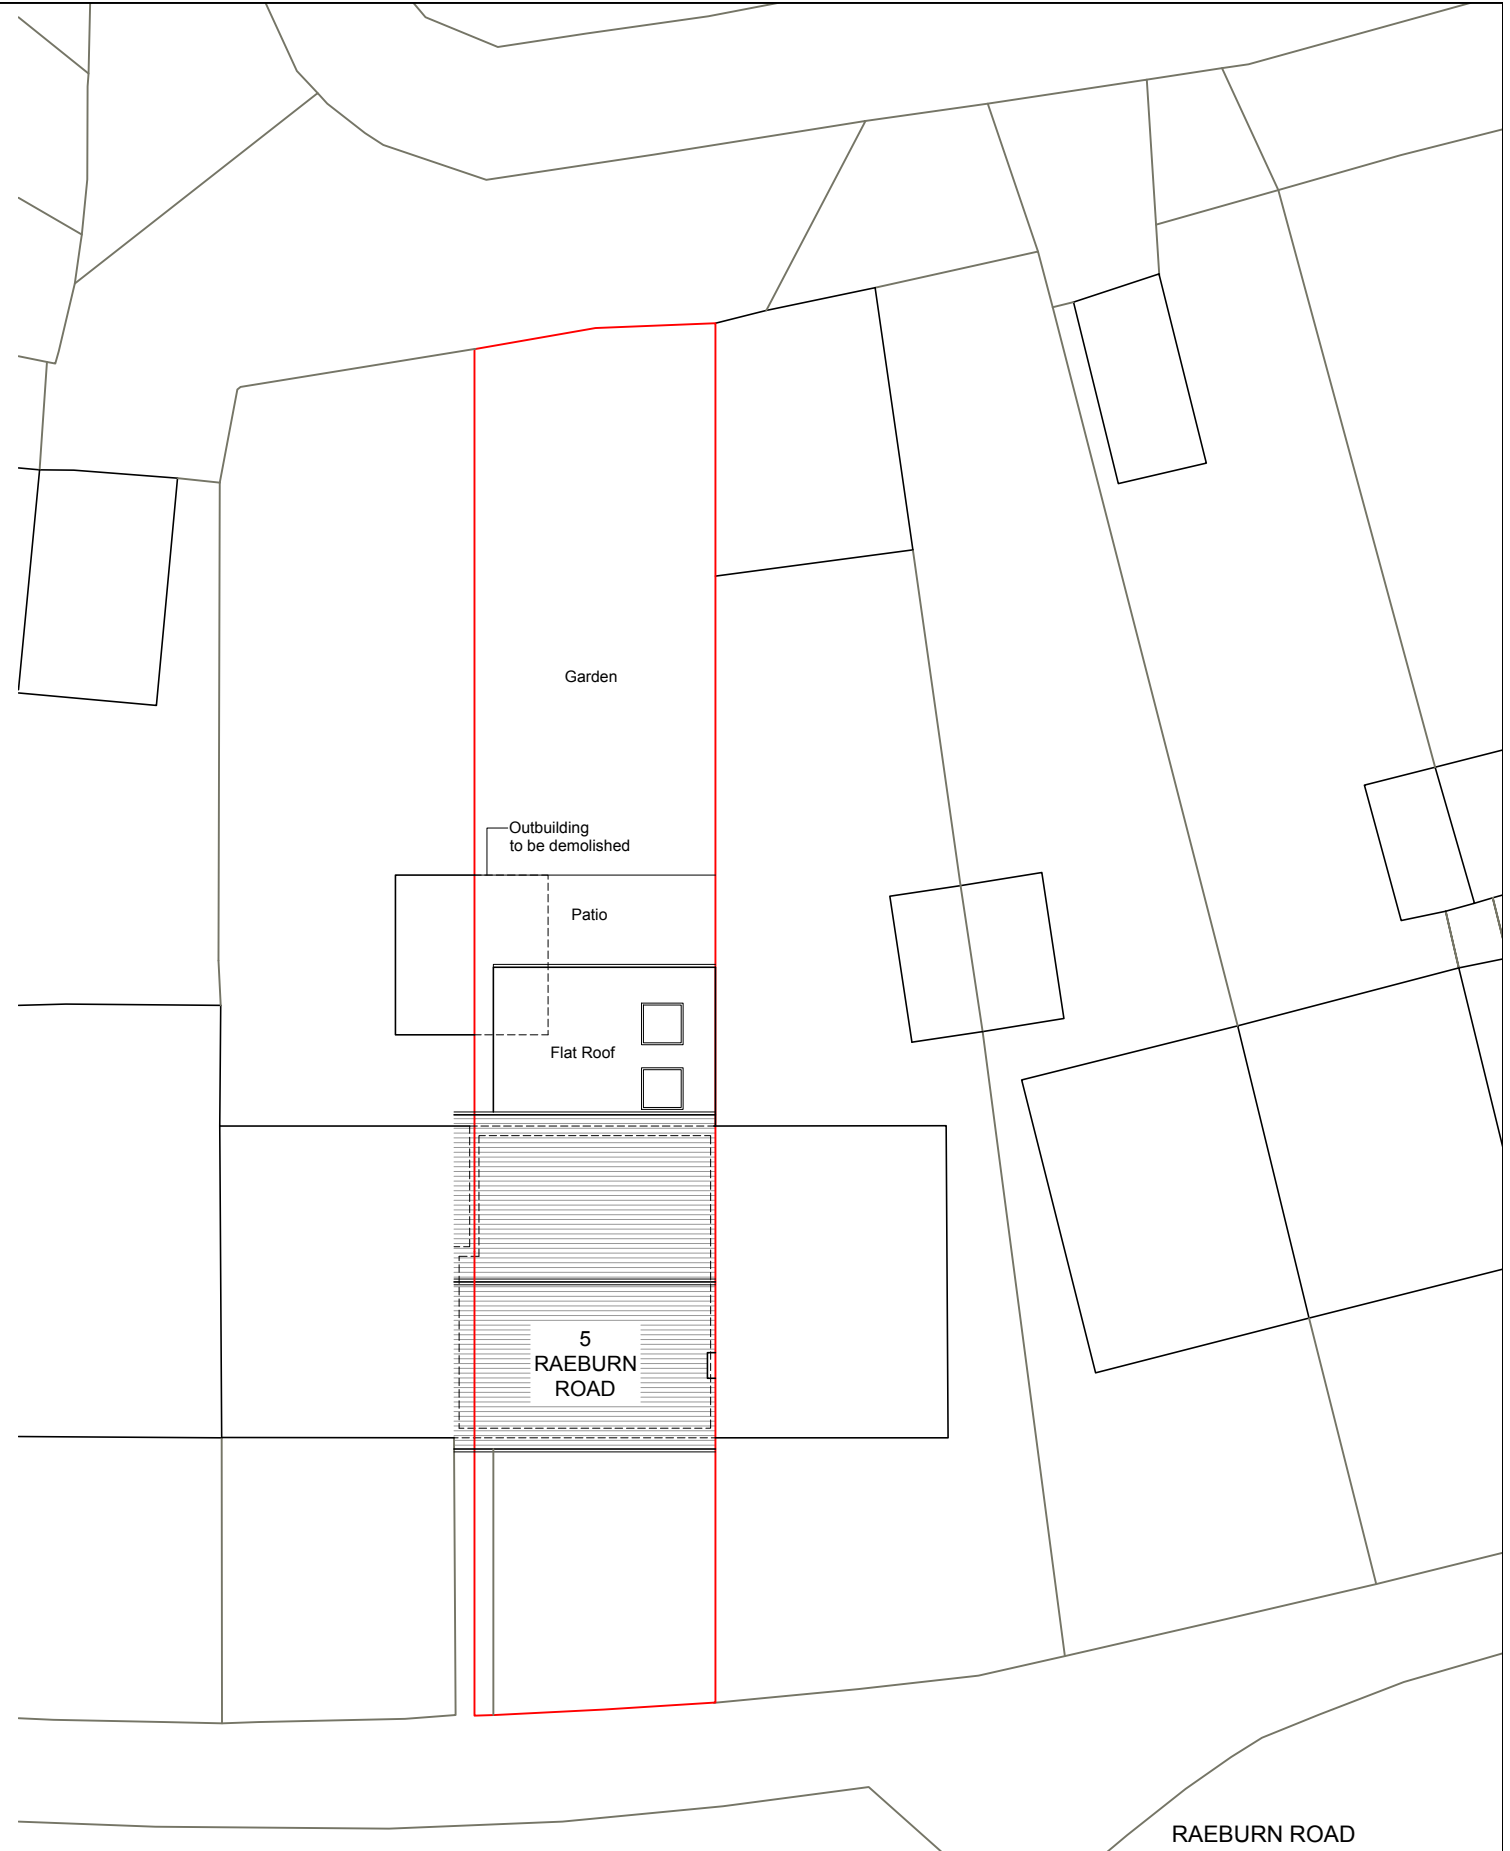 Garden
Outbuilding
to be demolished
Patio
Flat Roof
5
RAEBURN
ROAD
RAEBURN ROAD